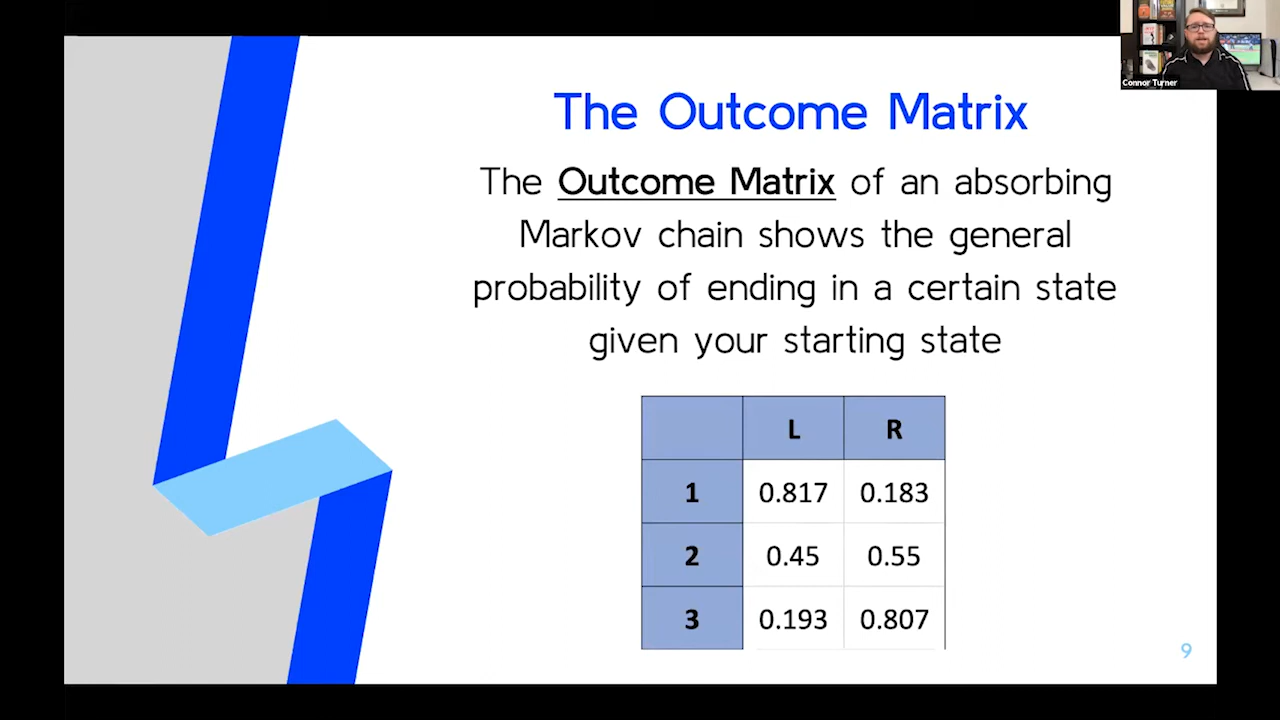 Connor Turner
The Outcome Matrix
The Outcome Matrix of an absorbing
Markov chain shows the general
probability of ending in a certain state
given your starting state
L R
1 0.817 0.183
2 0.45 0.55
3 0.193 0.807
9